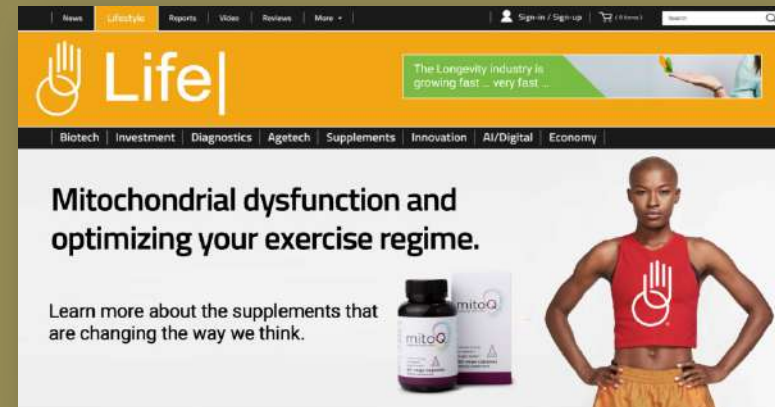 News Lifestyle Reports Video Reviews More
Sign-in / Sign-up (0 items) Search
Life|
The Longevity industry is
growing fast ... very fast ...
Biotech Investment Diagnostics Agetech Supplements Innovation AI/Digital Economy
Mitochondrial dysfunction and
optimizing your exercise regime.
Learn more about the supplements that
are changing the way we think.
mitoQ
mitoQ